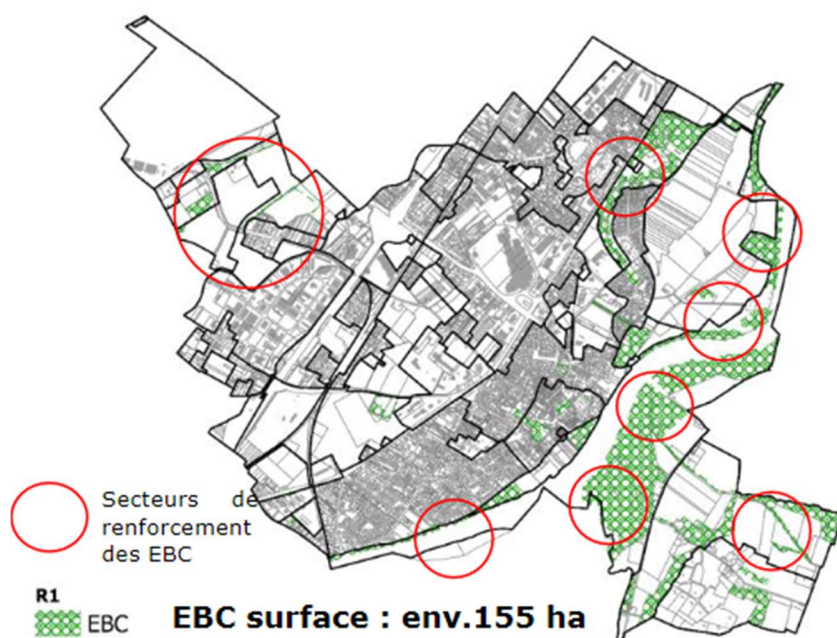 Secteurs de
renforcement
des EBC
R1
EBC
EBC surface : env.155 ha